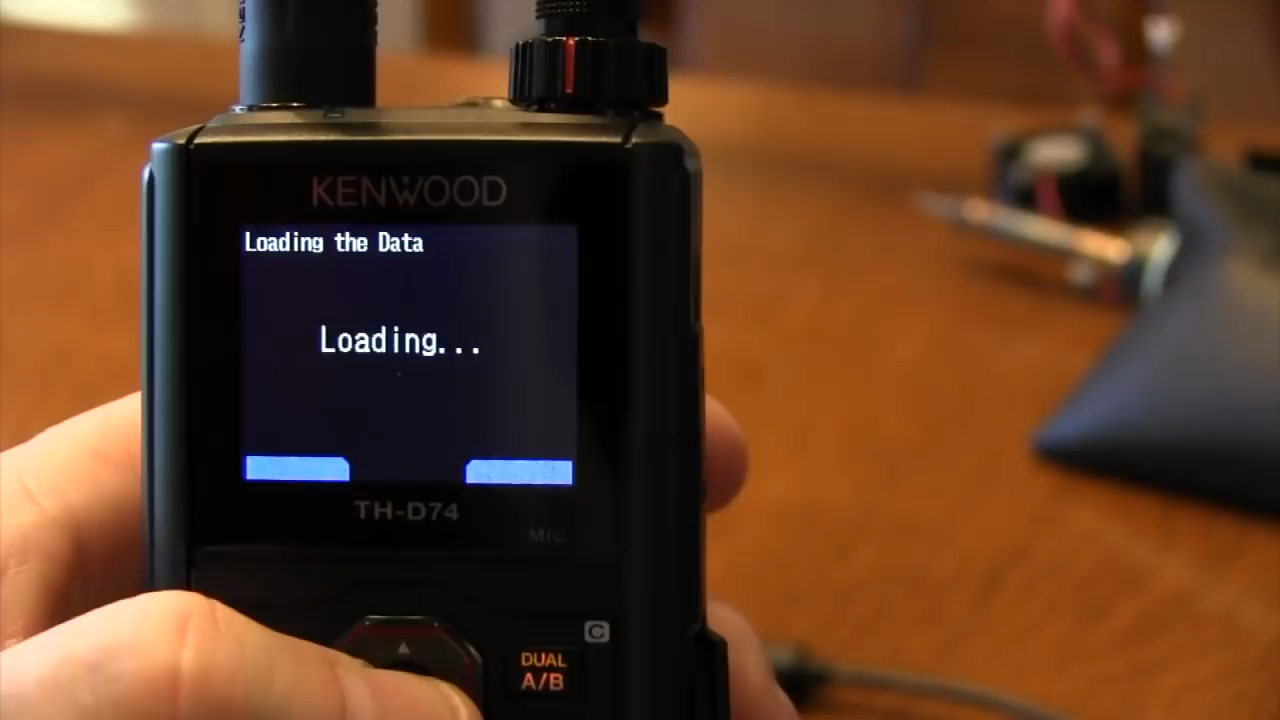 KENWOOD
Loading the Data
Loading...
TH-D74
MIC
C
DUAL
A/B